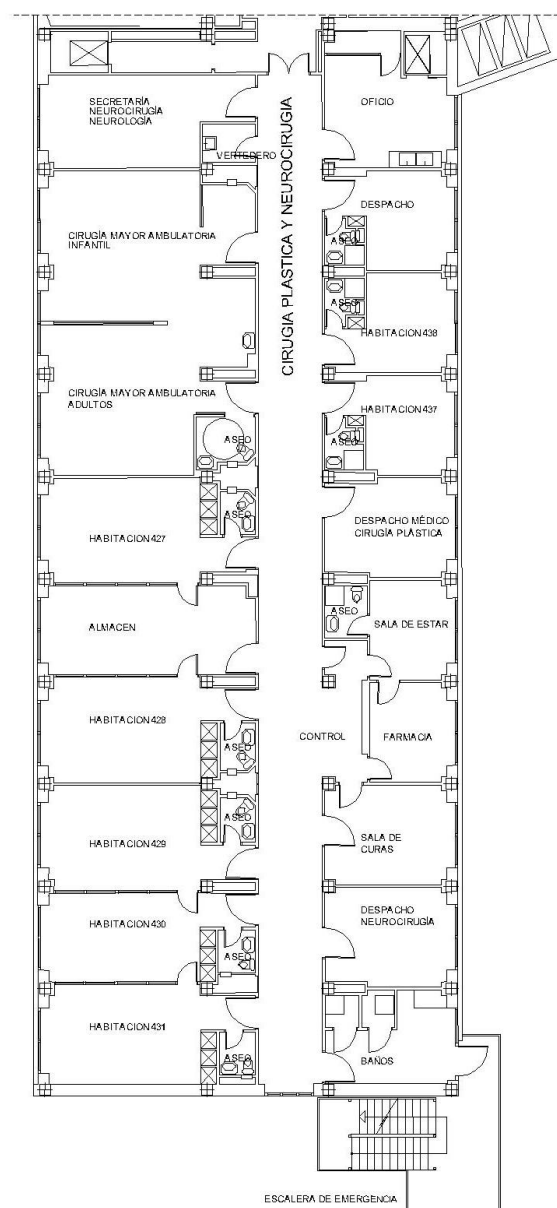 SECRETARÍA
NEUROCIRUGÍA
NEUROLOGÍA
OFICIO
VERTEDERO
CIRUGIA PLASTICA Y NEUROCIRUGIA
DESPACHO
ASEO
CIRUGÍA MAYOR AMBULATORIA
INFANTIL
ASEO
HABITACION 438
CIRUGÍA MAYOR AMBULATORIA
ADULTOS
HABITACION 437
ASEO
ASEO
ASEO
HABITACION 427
DESPACHO MÉDICO
CIRUGÍA PLÁSTICA
ASEO
SALA DE ESTAR
ALMACEN
HABITACION 428
ASEO
CONTROL
FARMACIA
HABITACION 429
ASEO
SALA DE
CURAS
HABITACION 430
ASEO
DESPACHO
NEUROCIRUGÍA
HABITACION 431
ASEO
BAÑOS
ESCALERA DE EMERGENCIA